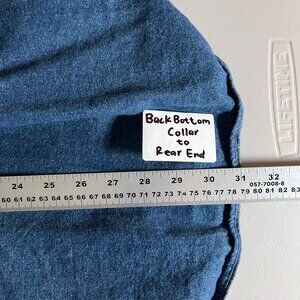 LIFETIME
Back Bottom
Collar
to
Rear End
24 25 26 27 28 29 30 31 32
057-7008-8
60 61 62 63 64 65 66 67 68 69 70 71 72 73 74 75 76 77 78 79 80 81 82 83